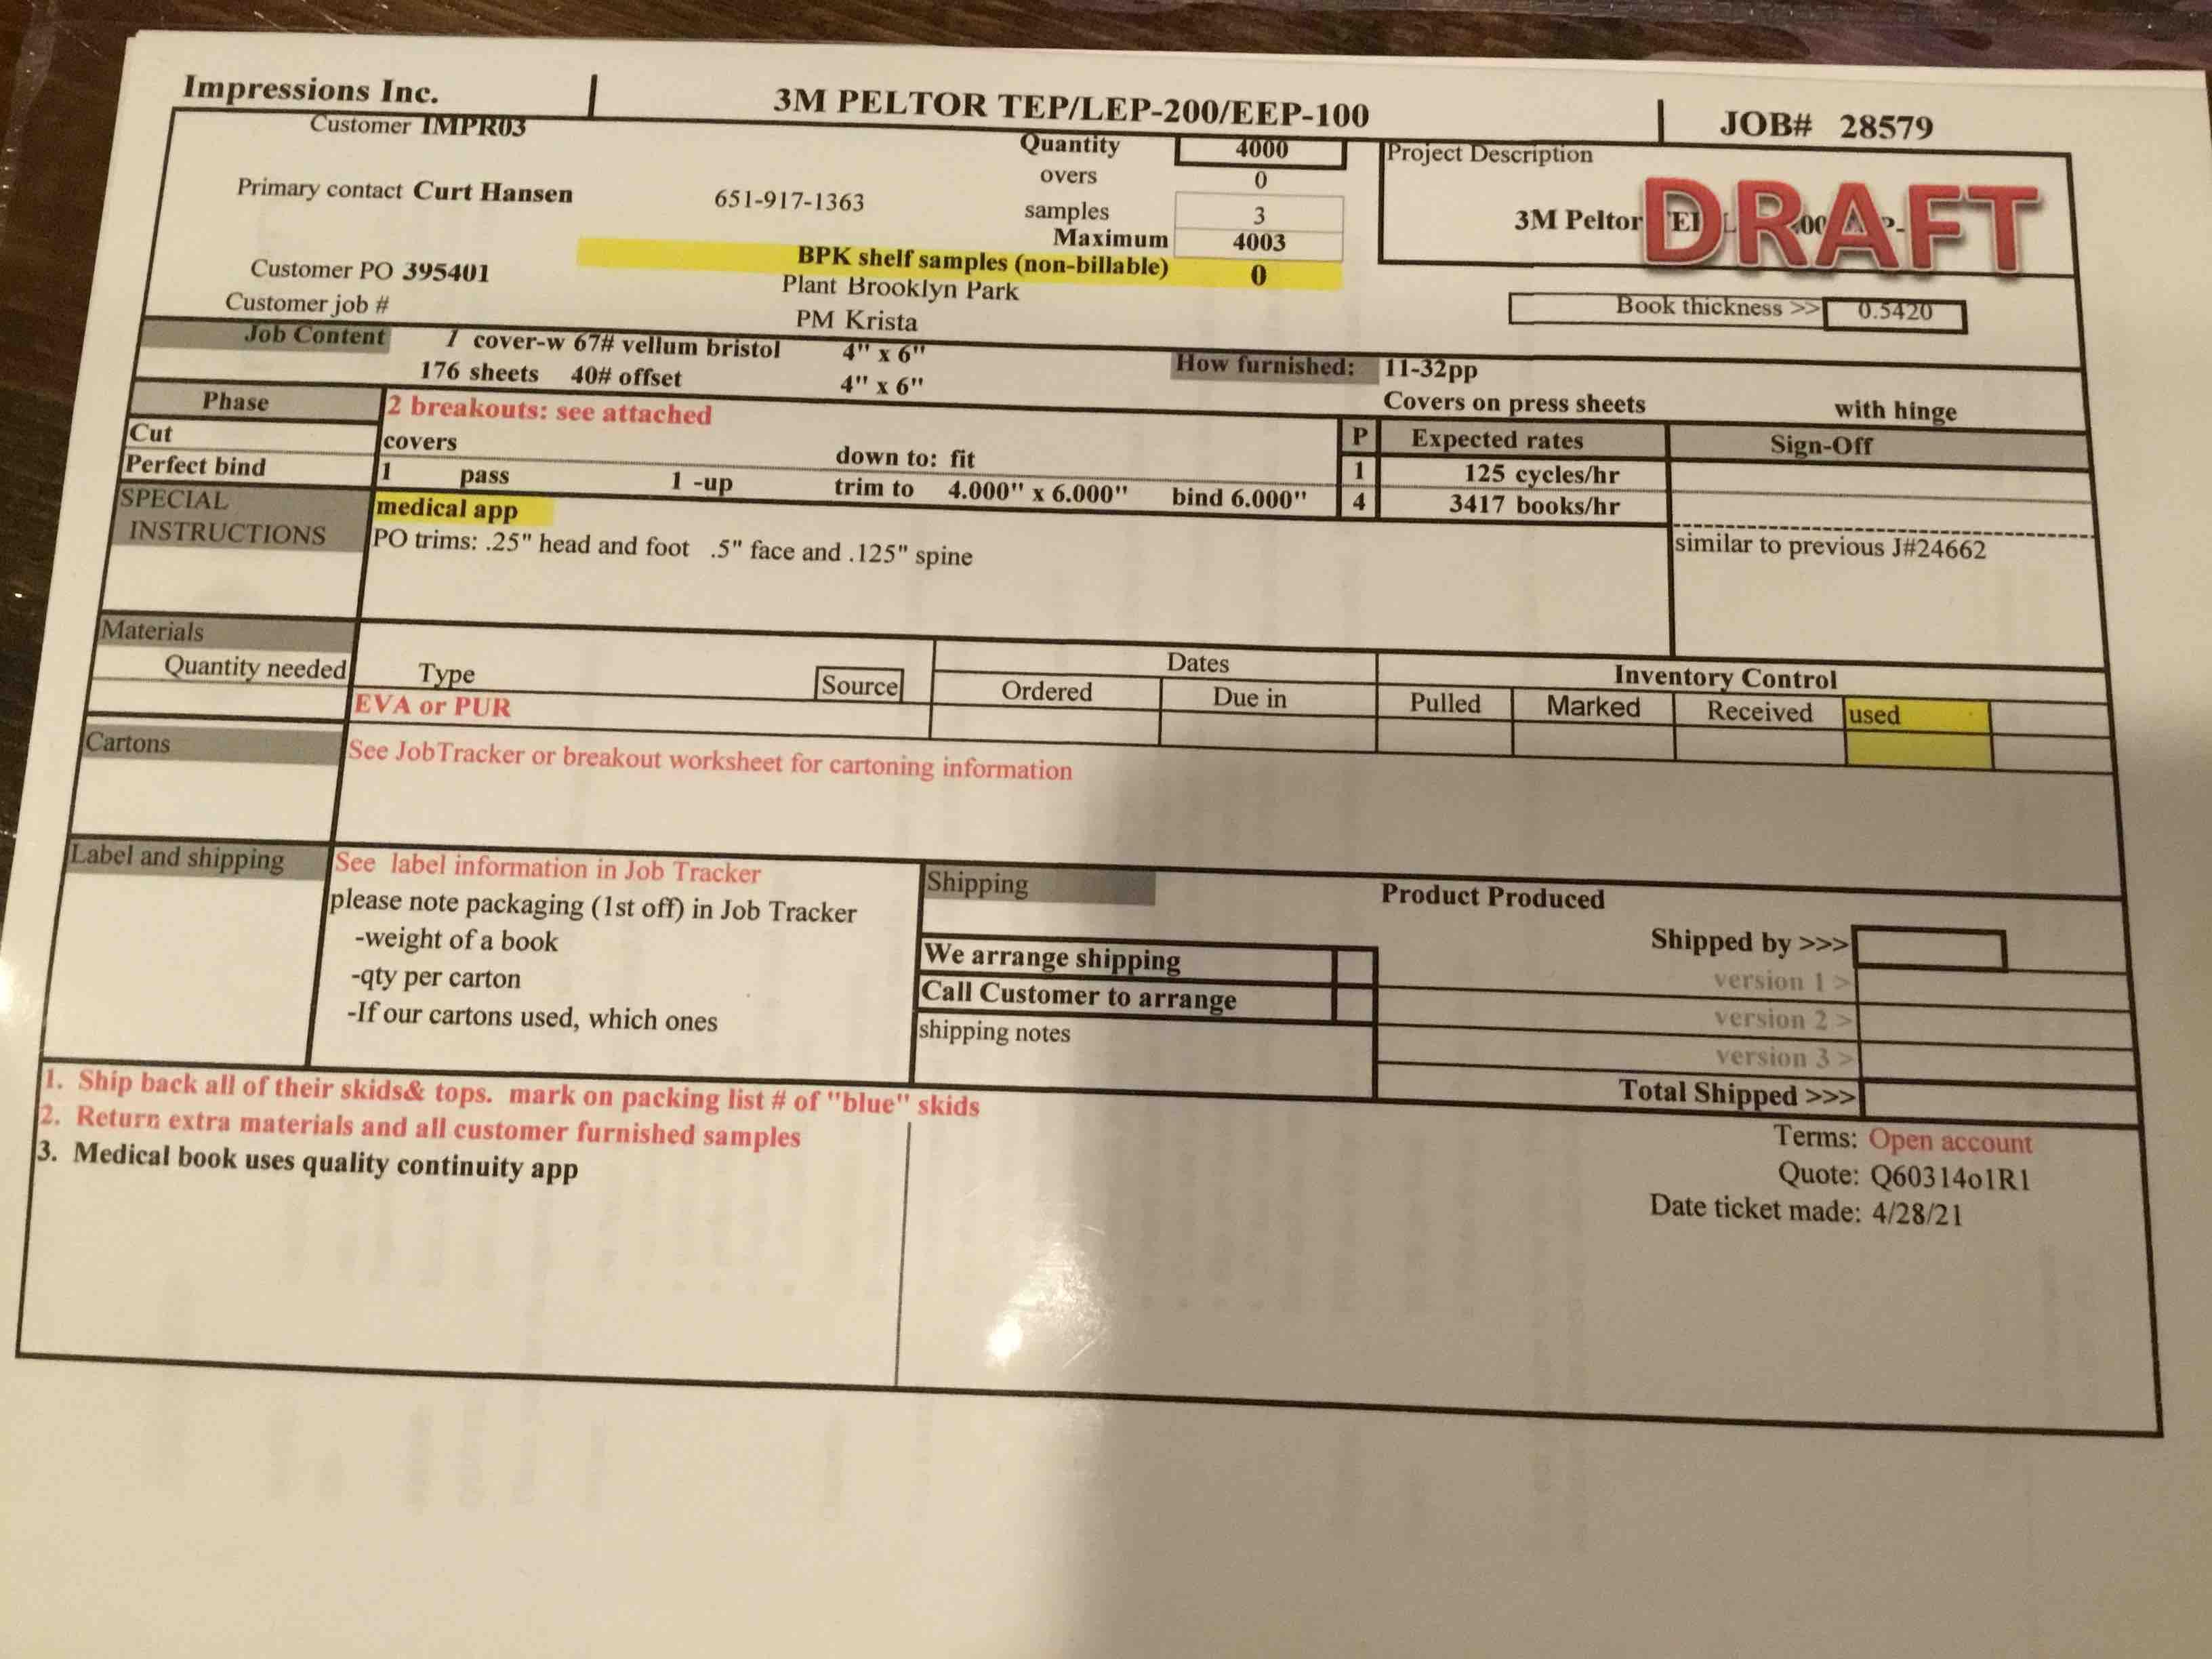 Impressions Inc. 3M PELTOR TEP/LEP-200/EEP-100 JOB# 28579
Customer IMPR03
Quantity 4000
Project Description
overs 0
Primary contact Curt Hansen 651-917-1363
samples 3
3M Peltor
DRAFT
Maximum 4003
BPK shelf samples (non-billable) 0
Customer PO 395401
Plant Brooklyn Park
Customer job #
PM Krista
Book thickness >> 0.5420
Job Content 1 cover-w 67# vellum bristol 4" x 6"
How furnished: 11-32pp
176 sheets 40# offset 4" x 6"
Covers on press sheets with hinge
Phase 2 breakouts: see attached
P Expected rates Sign-Off
Cut covers down to: fit 1 125 cycles/hr
Perfect bind 1 pass 1 -up trim to 4.000" x 6.000" bind 6.000" 4 3417 books/hr
SPECIAL INSTRUCTIONS
medical app
PO trims: .25" head and foot .5" face and .125" spine
similar to previous J#24662
Materials
Dates
Inventory Control
Quantity needed Type Source Ordered Due in Pulled Marked Received used
EVA or PUR
Cartons
See JobTracker or breakout worksheet for cartoning information
Label and shipping
See label information in Job Tracker
please note packaging (1st off) in Job Tracker
-weight of a book
-qty per carton
-If our cartons used, which ones
Shipping
Product Produced
Shipped by >>>
We arrange shipping
version 1 >
Call Customer to arrange
version 2 >
shipping notes
version 3 >
Total Shipped >>>
1. Ship back all of their skids& tops. mark on packing list # of "blue" skids
2. Return extra materials and all customer furnished samples
3. Medical book uses quality continuity app
Terms: Open account
Quote: Q60314o1R1
Date ticket made: 4/28/21